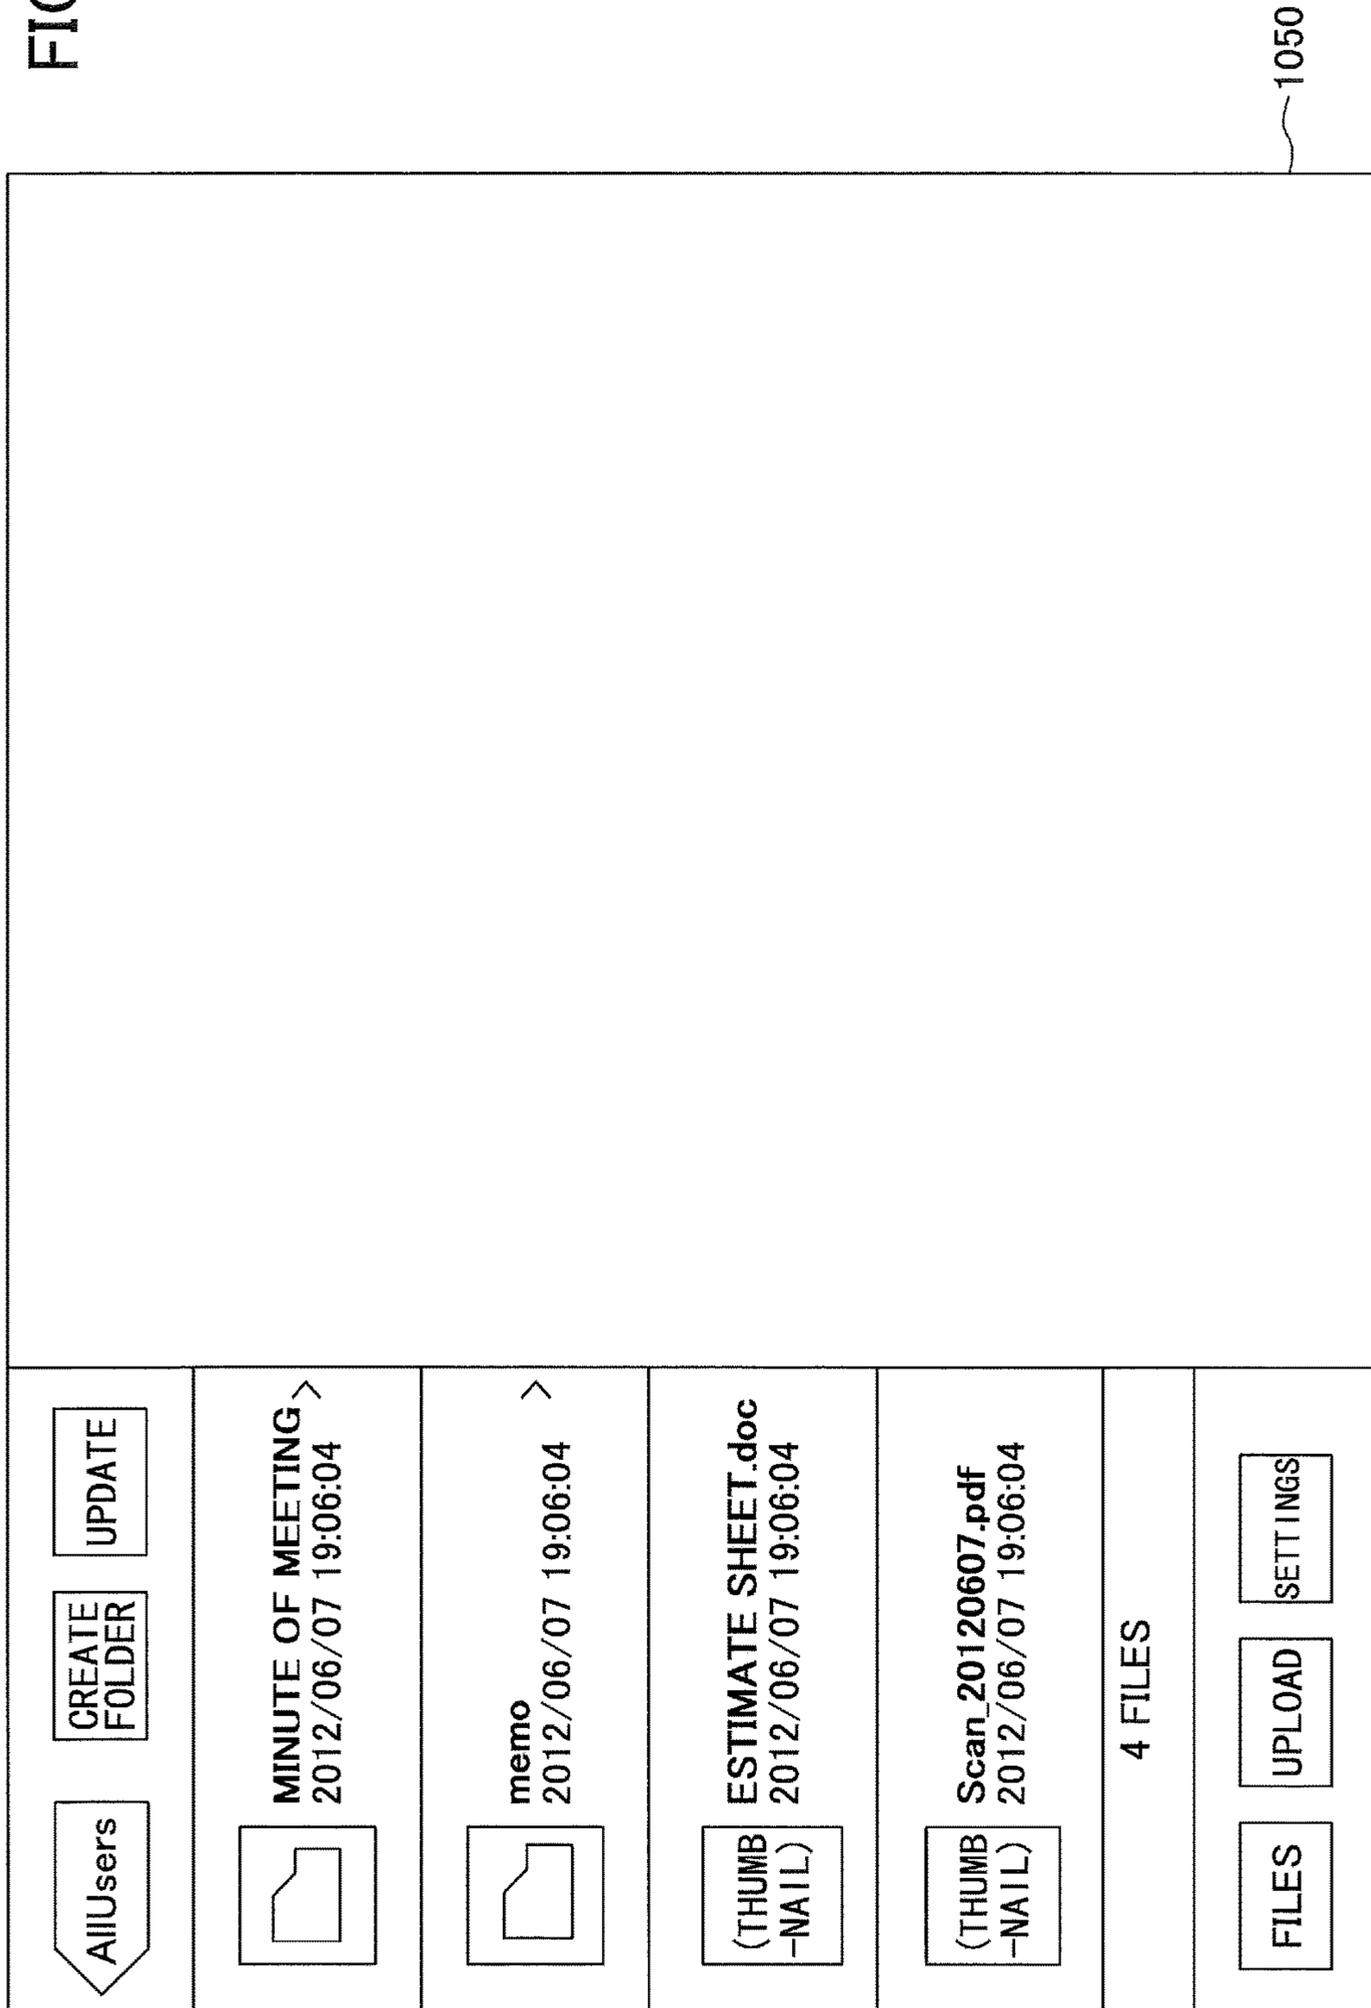 FIG
AllUsers
CREATE
FOLDER
UPDATE
MINUTE OF MEETING >
2012/06/07 19:06:04
memo >
2012/06/07 19:06:04
(THUMB
-NAIL)
ESTIMATE SHEET.doc
2012/06/07 19:06:04
(THUMB
-NAIL)
Scan_20120607.pdf
2012/06/07 19:06:04
4 FILES
FILES
UPLOAD
SETTINGS
1050